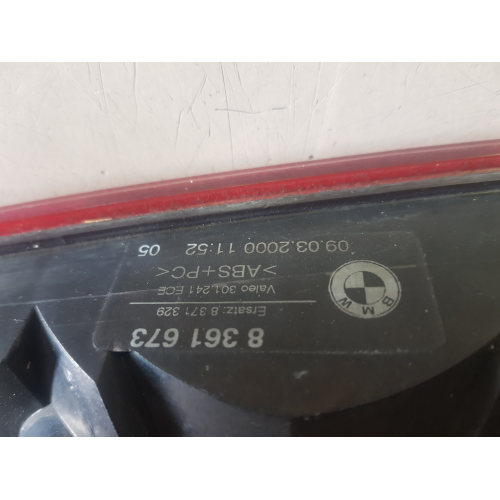 8 361 673
Ersatz: 8 371 329
Valeo 301.241 ECE
>ABS+PC<
09.03.2000 11:52 05
BMW